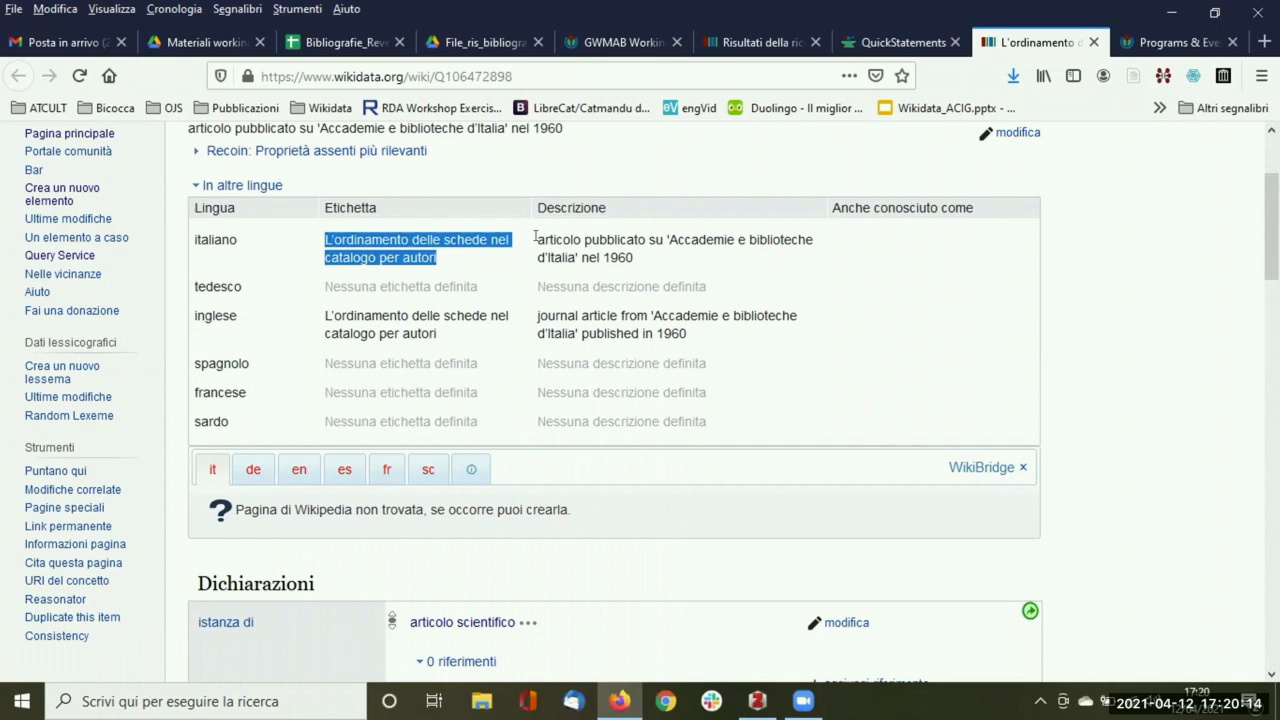 File Modifica Visualizza Cronologia Segnalibri Strumenti Aiuto
Posta in arrivo (2
Materiali workin
Bibliografie_Rev
File_ris_bibliogra
GWMAB Workin
Risultati della ric
QuickStatements
L'ordinamento d
Programs & Eve
https://www.wikidata.org/wiki/Q106472898
ATCULT Bicocca OJS Pubblicazioni Wikidata RDA Workshop Exercis... LibreCat/Catmandu d... engVid Duolingo - Il miglior ... Wikidata_ACIG.pptx - ... Altri segnalibri
Pagina principale
Portale comunità
Bar
Crea un nuovo
elemento
Ultime modifiche
Un elemento a caso
Query Service
Nelle vicinanze
Aiuto
Fai una donazione
Dati lessicografici
Crea un nuovo
lessema
Ultime modifiche
Random Lexeme
Strumenti
Puntano qui
Modifiche correlate
Pagine speciali
Link permanente
Informazioni pagina
Cita questa pagina
URI del concetto
Reasonator
Duplicate this item
Consistency
articolo pubblicato su 'Accademie e biblioteche d'Italia' nel 1960
modifica
Recoin: Proprietà assenti più rilevanti
In altre lingue
Lingua Etichetta Descrizione Anche conosciuto come
italiano L'ordinamento delle schede nel articolo pubblicato su 'Accademie e biblioteche
catalogo per autori d'Italia' nel 1960
tedesco Nessuna etichetta definita Nessuna descrizione definita
inglese L'ordinamento delle schede nel journal article from 'Accademie e biblioteche
catalogo per autori d'Italia' published in 1960
spagnolo Nessuna etichetta definita Nessuna descrizione definita
francese Nessuna etichetta definita Nessuna descrizione definita
sardo Nessuna etichetta definita Nessuna descrizione definita
it de en es fr sc WikiBridge ×
? Pagina di Wikipedia non trovata, se occorre puoi crearla.
Dichiarazioni
istanza di articolo scientifico modifica
0 riferimenti
+ aggiungi riferimento
Scrivi qui per eseguire la ricerca
17:20
2021-04-12, 17:20:14